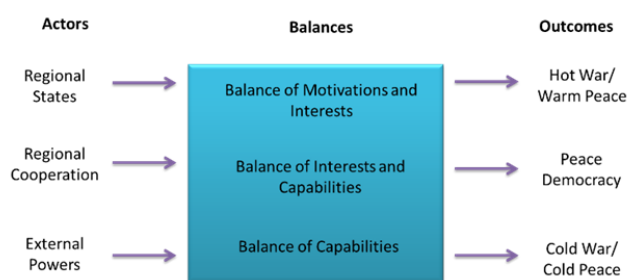 Actors
Balances
Outcomes
Regional
States
Balance of Motivations and
Interests
Hot War/
Warm Peace
Regional
Cooperation
Balance of Interests and
Capabilities
Peace
Democracy
External
Powers
Balance of Capabilities
Cold War/
Cold Peace